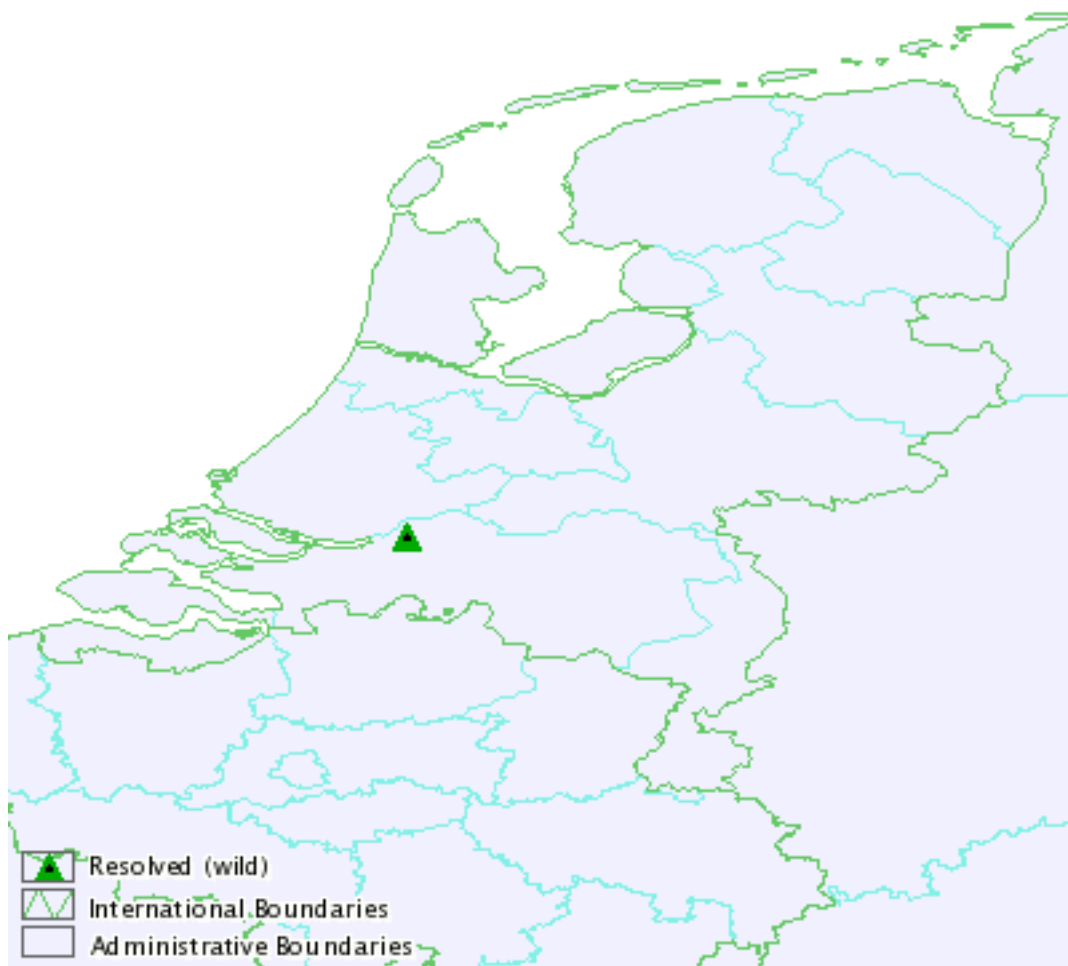 Resolved (wild)
International Boundaries
Administrative Boundaries